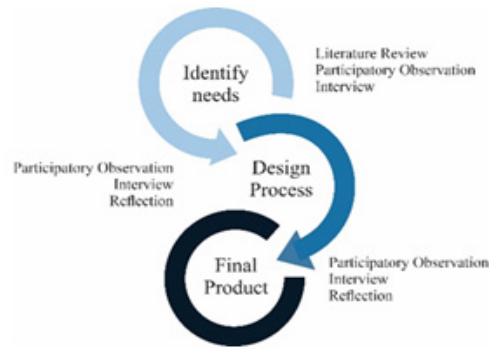 Identify
needs
Literature Review
Participatory Observation
Interview
Participatory Observation
Interview
Reflection
Design
Process
Final
Product
Participatory Observation
Interview
Reflection